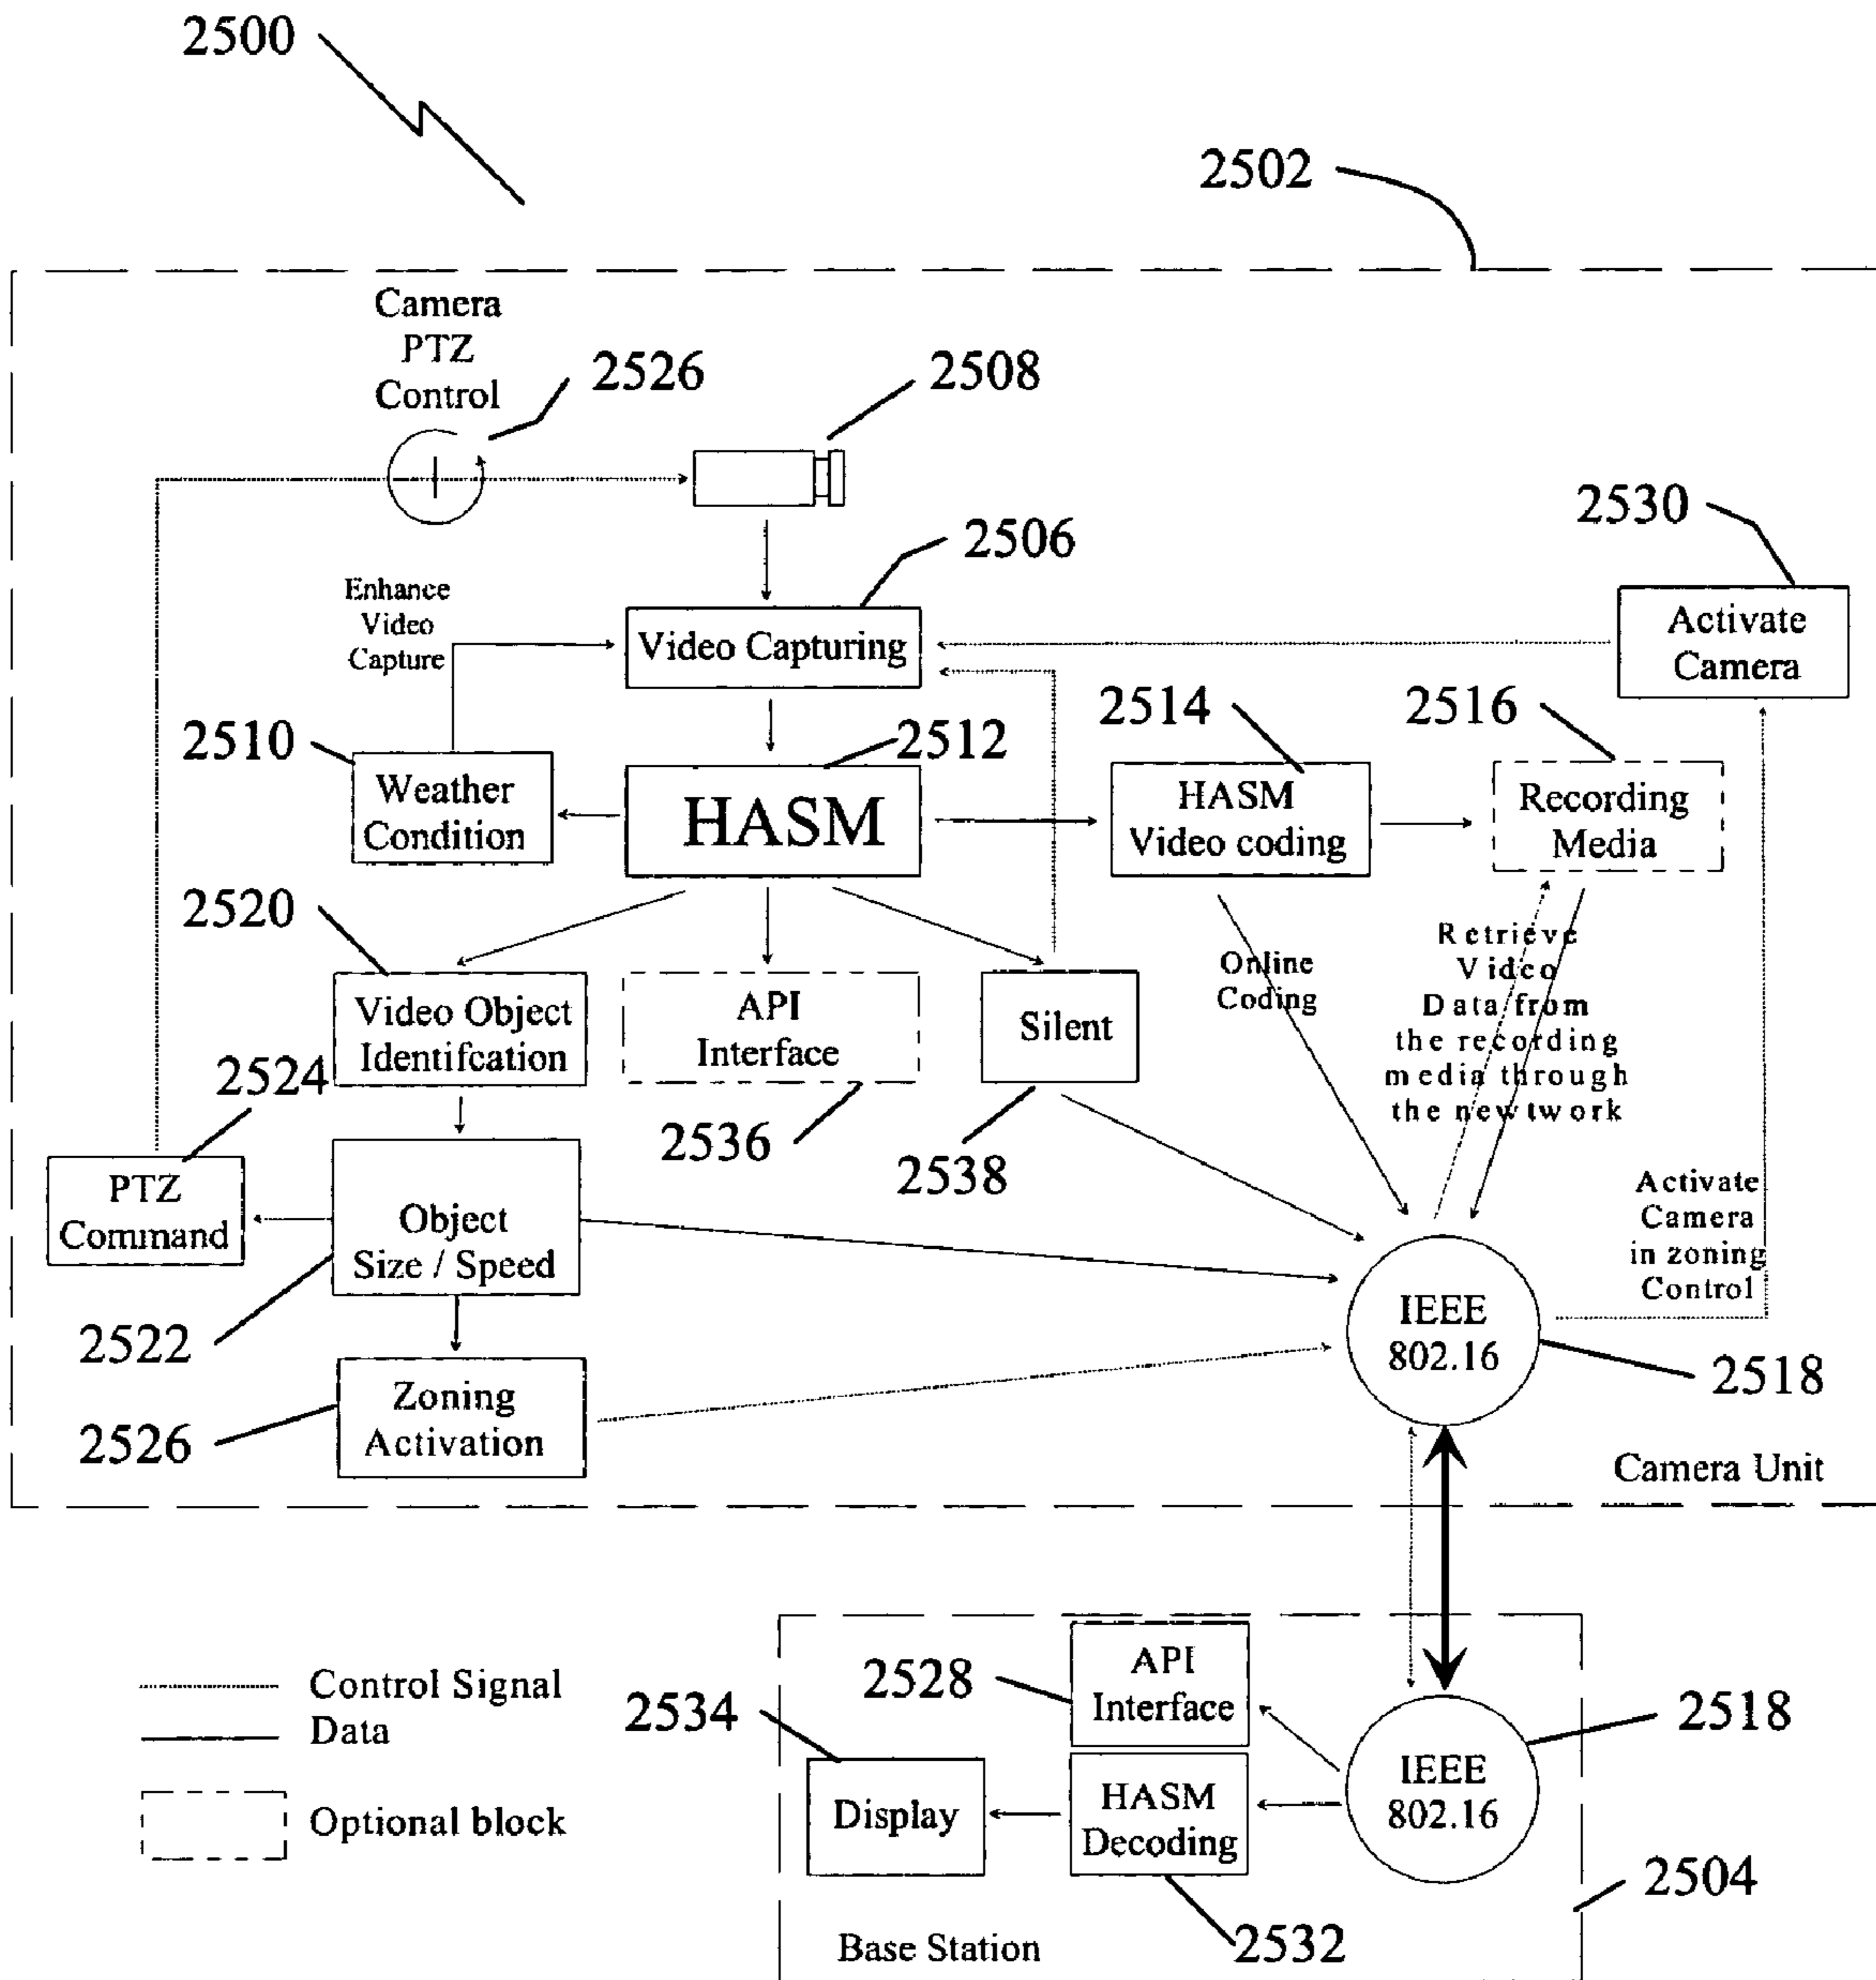 2500
2502
Camera
PTZ
Control
2526
2508
2530
2506
Enhance
Video
Capture
Video Capturing
Activate
Camera
2510
2512
2514
2516
Weather
Condition
HASM
HASM
Video coding
Recording
Media
2520
Online
Coding
Retrieve
Video
Data from
the recording
media through
the newtwork
Video Object
Identifcation
API
Interface
Silent
2524
2536
2538
PTZ
Command
Object
Size / Speed
Activate
Camera
in zoning
Control
2522
IEEE
802.16
2518
Zoning
Activation
2526
Camera Unit
Control Signal
Data
Optional block
2528
API
Interface
2534
2518
Display
HASM
Decoding
IEEE
802.16
2504
Base Station
2532